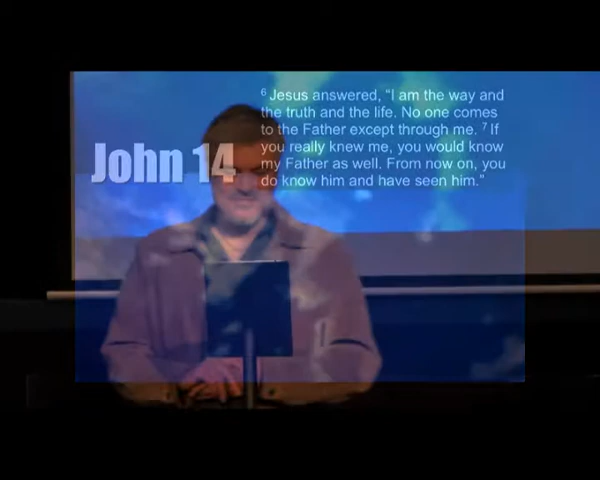 ⁶ Jesus answered, “I am the way and
the truth and the life. No one comes
to the Father except through me. ⁷ If
you really knew me, you would know
my Father as well. From now on, you
do know him and have seen him.”
John 14